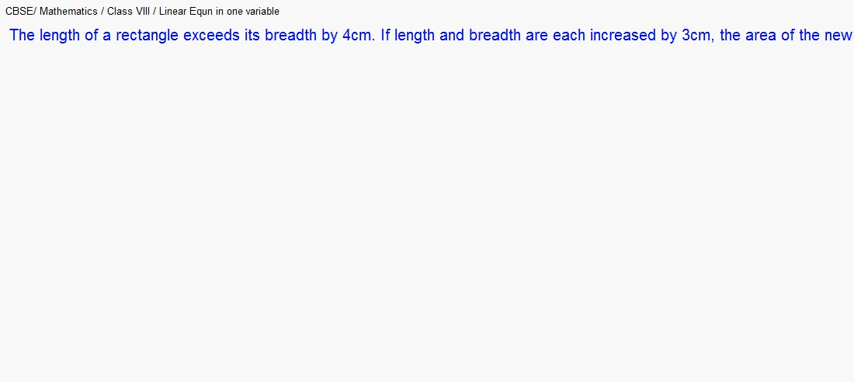 CBSE/ Mathematics / Class VIII / Linear Equn in one variable
The length of a rectangle exceeds its breadth by 4cm. If length and breadth are each increased by 3cm, the area of the new